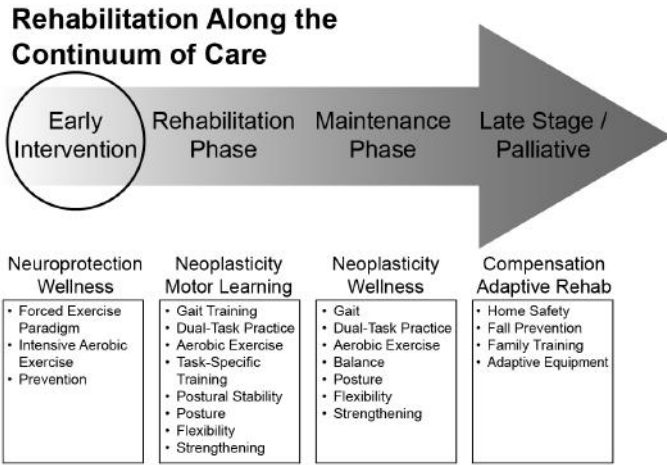 Rehabilitation Along the
Continuum of Care
Early
Intervention
Rehabilitation
Phase
Maintenance
Phase
Late Stage /
Palliative
Neuroprotection
Wellness
• Forced Exercise
Paradigm
• Intensive Aerobic
Exercise
• Prevention
Neoplasticity
Motor Learning
• Gait Training
• Dual-Task Practice
• Aerobic Exercise
• Task-Specific
Training
• Postural Stability
• Posture
• Flexibility
• Strengthening
Neoplasticity
Wellness
• Gait
• Dual-Task Practice
• Aerobic Exercise
• Balance
• Posture
• Flexibility
• Strengthening
Compensation
Adaptive Rehab
• Home Safety
• Fall Prevention
• Family Training
• Adaptive Equipment